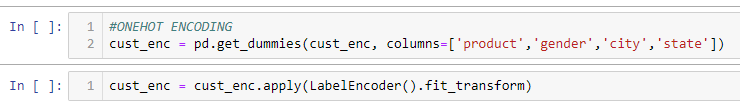 In [ ]: 1 #ONEHOT ENCODING
2 cust_enc = pd.get_dummies(cust_enc, columns=['product','gender','city','state'])
In [ ]: 1 cust_enc = cust_enc.apply(LabelEncoder().fit_transform)